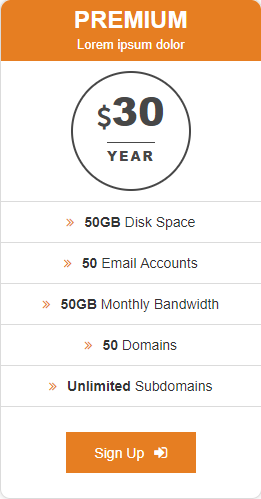 PREMIUM
Lorem ipsum dolor
$30
YEAR
50GB Disk Space
50 Email Accounts
50GB Monthly Bandwidth
50 Domains
Unlimited Subdomains
Sign Up